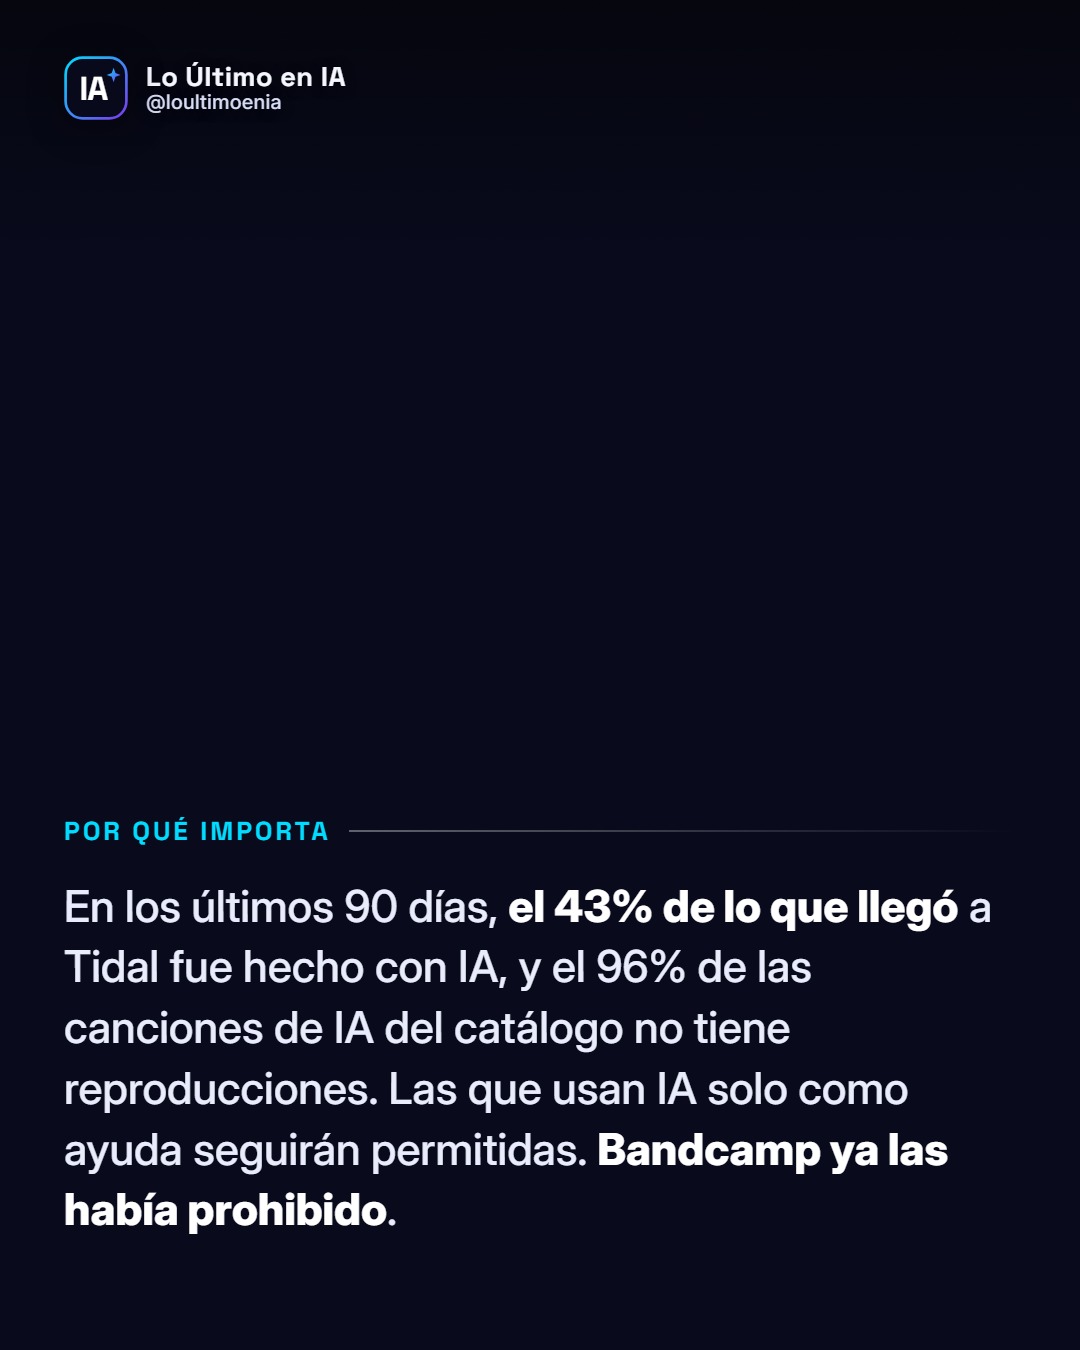 IA
Lo Último en IA
@loultimoenia
POR QUÉ IMPORTA
En los últimos 90 días, el 43% de lo que llegó a
Tidal fue hecho con IA, y el 96% de las
canciones de IA del catálogo no tiene
reproducciones. Las que usan IA solo como
ayuda seguirán permitidas. Bandcamp ya las
había prohibido.